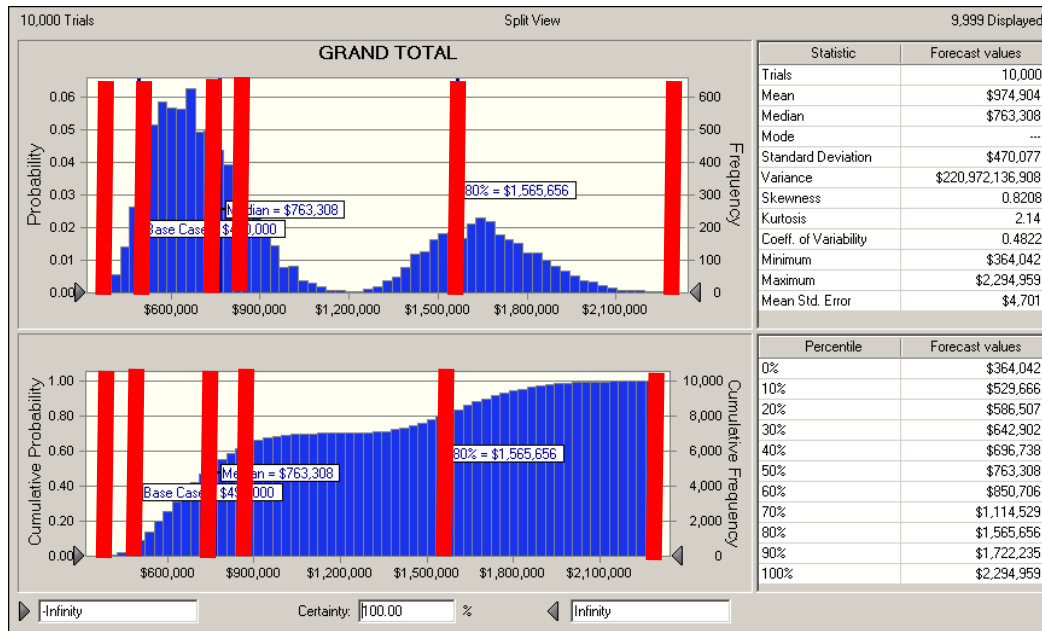 10,000 Trials
Split View
9,999 Displayed
GRAND TOTAL
Probability
0.06
0.05
0.04
0.03
0.02
0.01
0.00
600
500
400
300
200
100
0
Frequency
80% = $1,565,656
Median = $763,308
Base Case
$600,000
$900,000
$1,200,000
$1,500,000
$1,800,000
$2,100,000
Statistic
Forecast values
Trials
10,000
Mean
$974,904
Median
$763,308
Mode
---
Standard Deviation
$470,077
Variance
$220,972,136,908
Skewness
0.8208
Kurtosis
2.14
Coeff. of Variability
0.4822
Minimum
$364,042
Maximum
$2,294,959
Mean Std. Error
$4,701
Cumulative Probability
1.00
0.80
0.60
0.40
0.20
0.00
10,000
8,000
6,000
4,000
2,000
0
Cumulative Frequency
80% = $1,565,656
Median = $763,308
Base Case
$600,000
$900,000
$1,200,000
$1,500,000
$1,800,000
$2,100,000
Percentile
Forecast values
0%
$364,042
10%
$529,666
20%
$586,507
30%
$642,902
40%
$696,738
50%
$763,308
60%
$850,706
70%
$1,114,529
80%
$1,565,656
90%
$1,722,235
100%
$2,294,959
-Infinity
Certainty: 100.00 %
Infinity